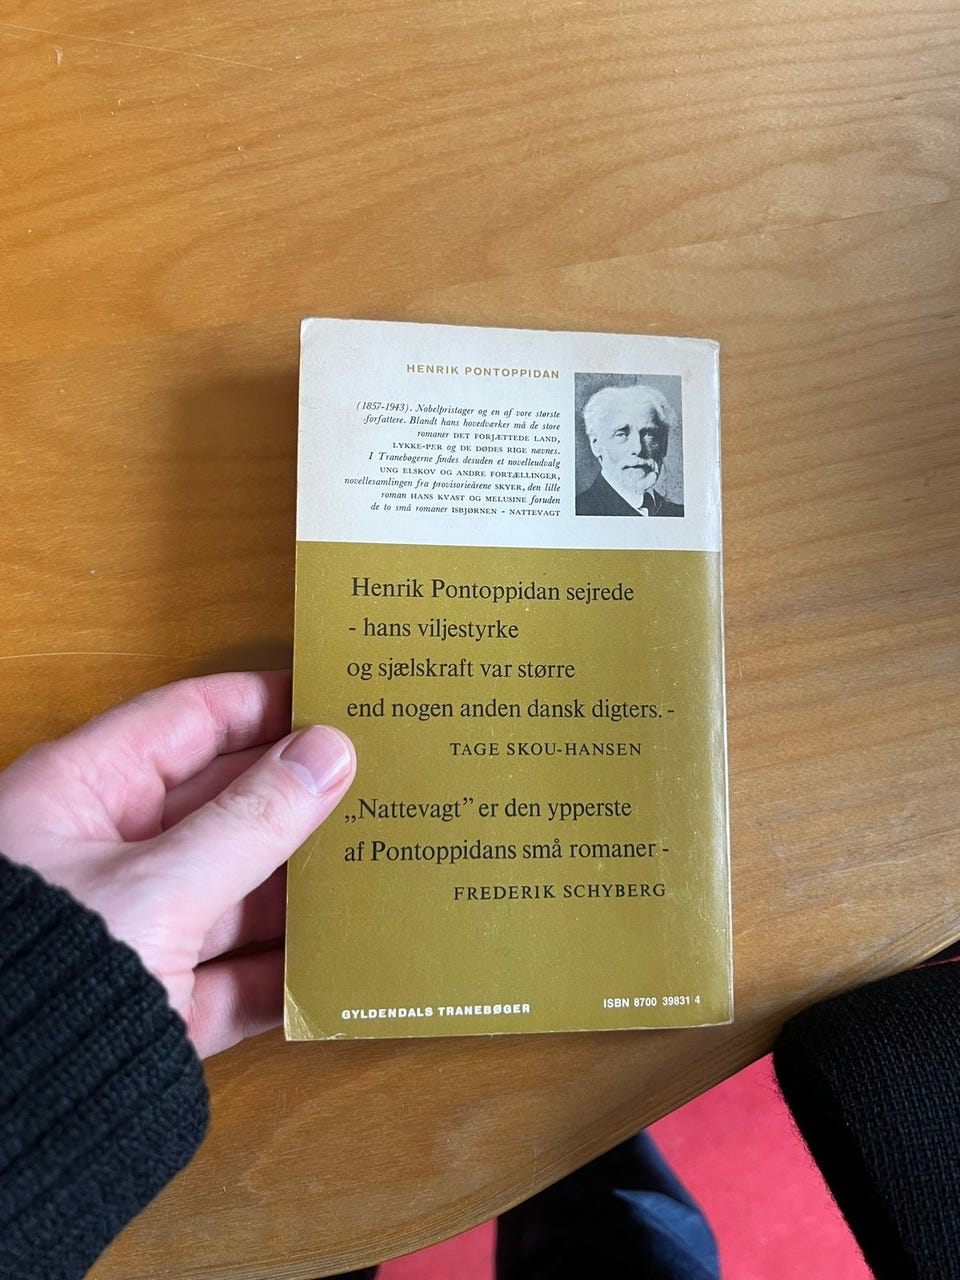 HENRIK PONTOPPIDAN
(1857-1943). Nobelpristager og en af vore største
forfattere. Blandt hans hovedværker må de store
romaner DET FORJÆTTEDE LAND,
LYKKE-PER og DE DØDES RIGE nævnes.
I Tranebøgerne findes desuden et novelleudvalg
UNG ELSKOV OG ANDRE FORTÆLLINGER,
novellesamlingen fra provisorieårene SKYER, den lille
roman HANS KVAST OG MELUSINE foruden
de to små romaner ISBJØRNEN - NATTEVAGT
Henrik Pontoppidan sejrede
- hans viljestyrke
og sjælskraft var større
end nogen anden dansk digters. -
TAGE SKOU-HANSEN
„Nattevagt” er den ypperste
af Pontoppidans små romaner -
FREDERIK SCHYBERG
GYLDENDALS TRANEBØGER
ISBN 8700 39831 4